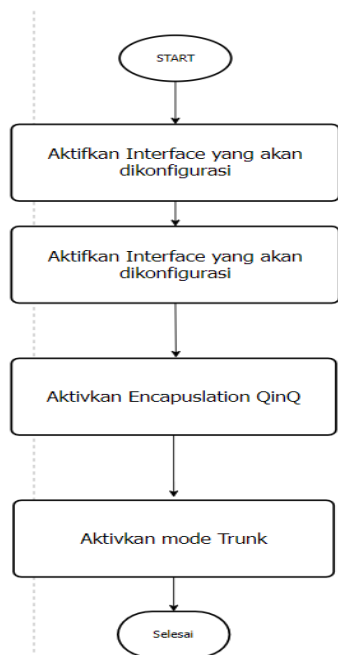 START
Aktifkan Interface yang akan
dikonfigurasi
Aktifkan Interface yang akan
dikonfigurasi
Aktivkan Encapuslation QinQ
Aktivkan mode Trunk
Selesai